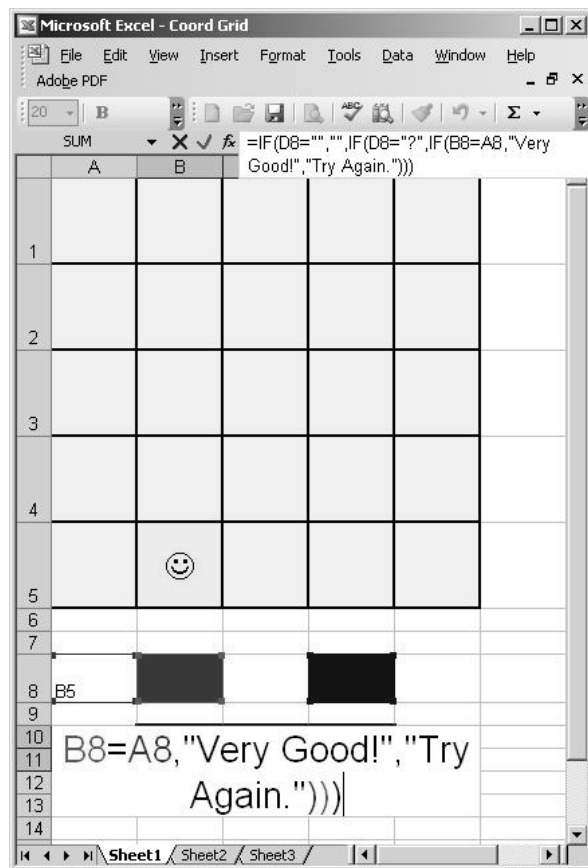 Microsoft Excel - Coord Grid
File Edit View Insert Format Tools Data Window Help
Adobe PDF
20 B ABC Σ
SUM fx =IF(D8="","",IF(D8="?",IF(B8=A8,"Very
Good!","Try Again.")))
A B
1
2
3
4
5
6
7
8 B5
9
10
11
12
13
14
B8=A8,"Very Good!","Try
Again.")))
Sheet1 Sheet2 Sheet3